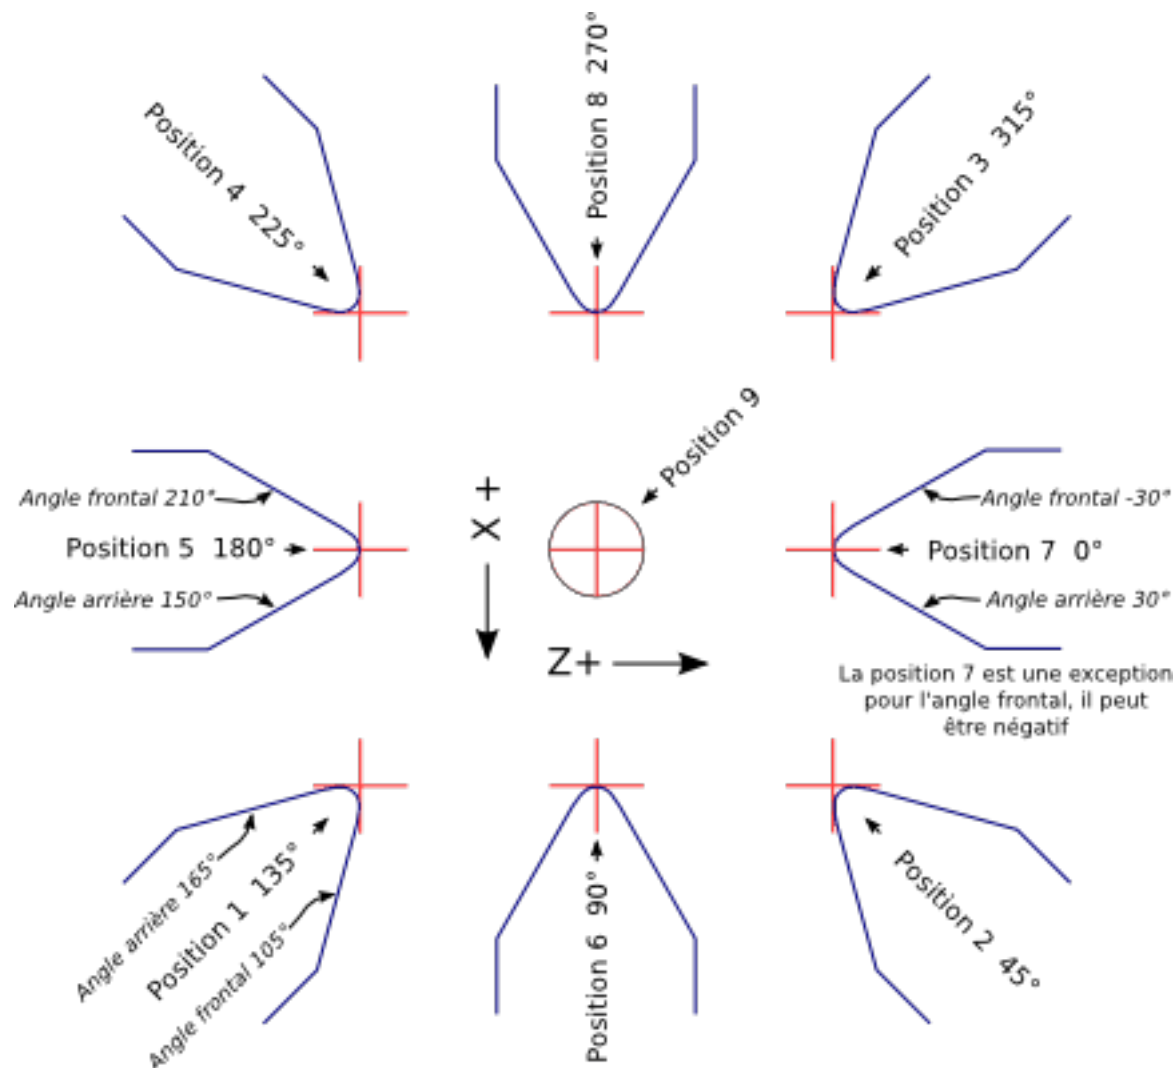 Position 4 225°
Position 8 270°
Position 3 315°
Position 9
Angle frontal 210°
Position 5 180°
Angle arrière 150°
X +
Z+
Angle frontal -30°
Position 7 0°
Angle arrière 30°
La position 7 est une exception
pour l'angle frontal, il peut
être négatif
Angle arrière 165°
Position 1 135°
Angle frontal 105°
Position 6 90°
Position 2 45°